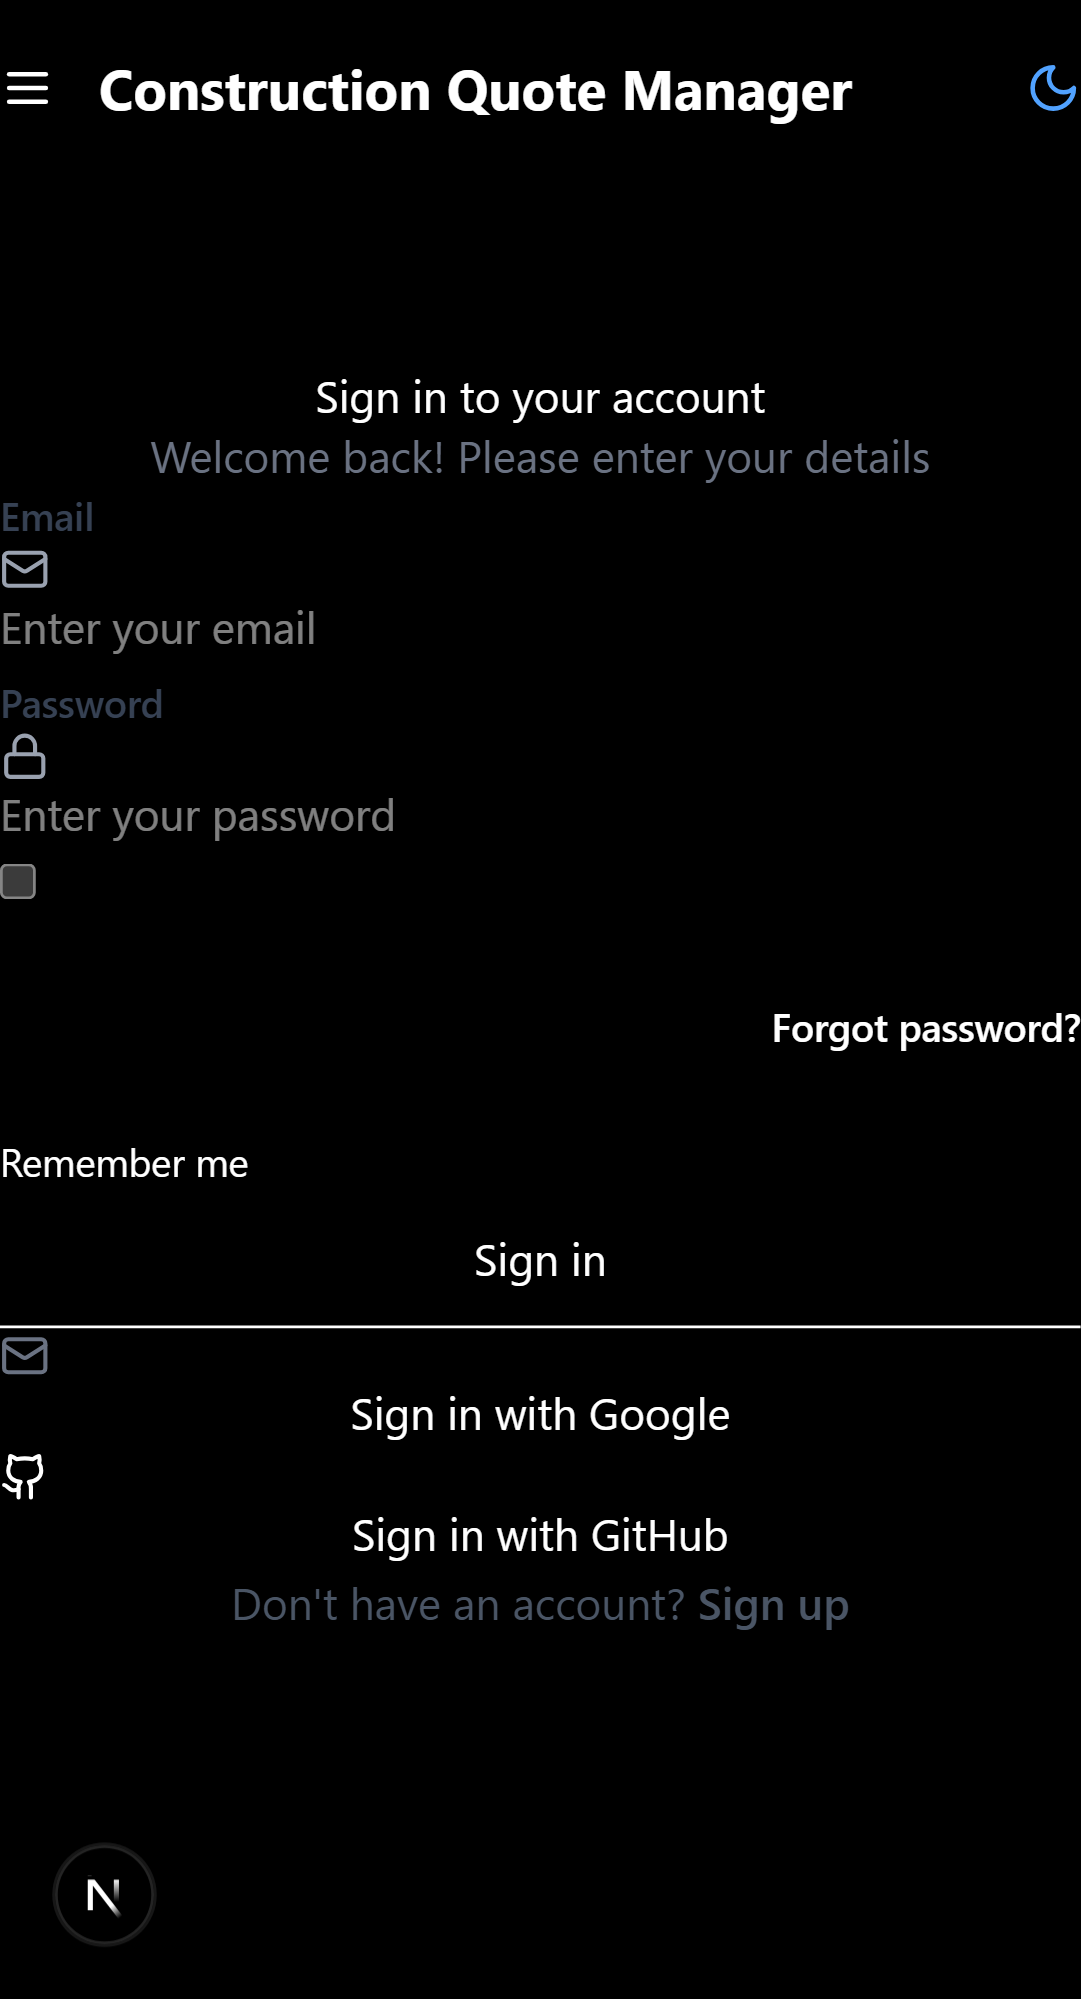 Construction Quote Manager
Sign in to your account
Welcome back! Please enter your details
Email
Enter your email
Password
Enter your password
Forgot password?
Remember me
Sign in
Sign in with Google
Sign in with GitHub
Don't have an account? Sign up
N